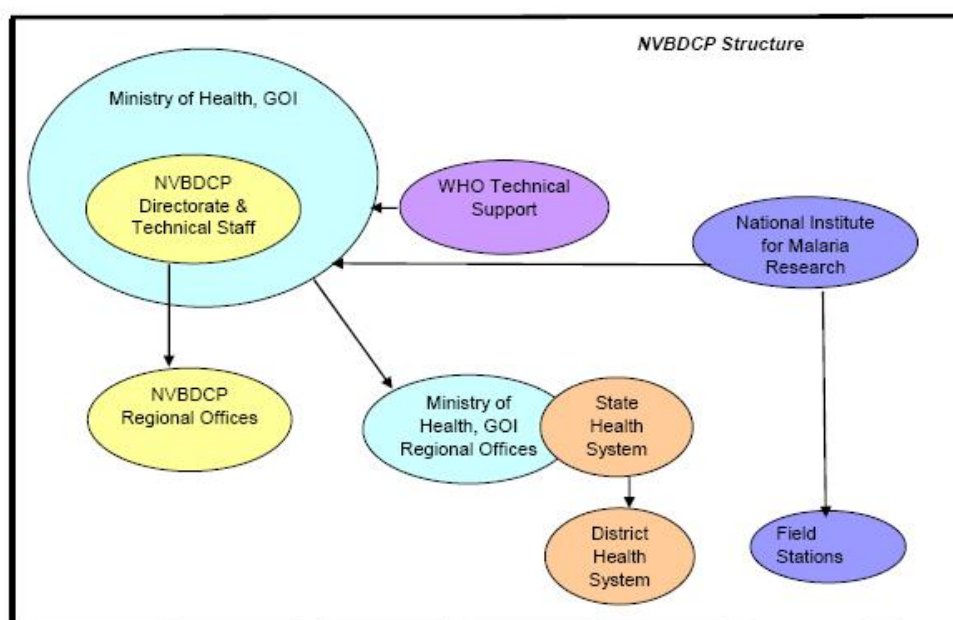 NVBDCP Structure
Ministry of Health, GOI
NVBDCP
Directorate &
Technical Staff
WHO Technical
Support
National Institute
for Malaria
Research
NVBDCP
Regional Offices
Ministry of
Health, GOI
Regional Offices
State
Health
System
District
Health
System
Field
Stations